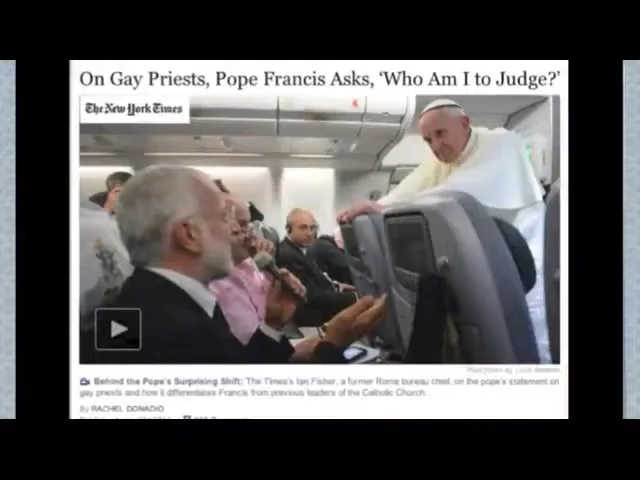 On Gay Priests, Pope Francis Asks, ‘Who Am I to Judge?’
The New York Times
Behind the Pope's Surprising Shift: The Times's Ian Fisher, a former Rome bureau chief, on the pope's statement on
gay priests and how it differentiates Francis from previous leaders of the Catholic Church.
By RACHEL DONADIO